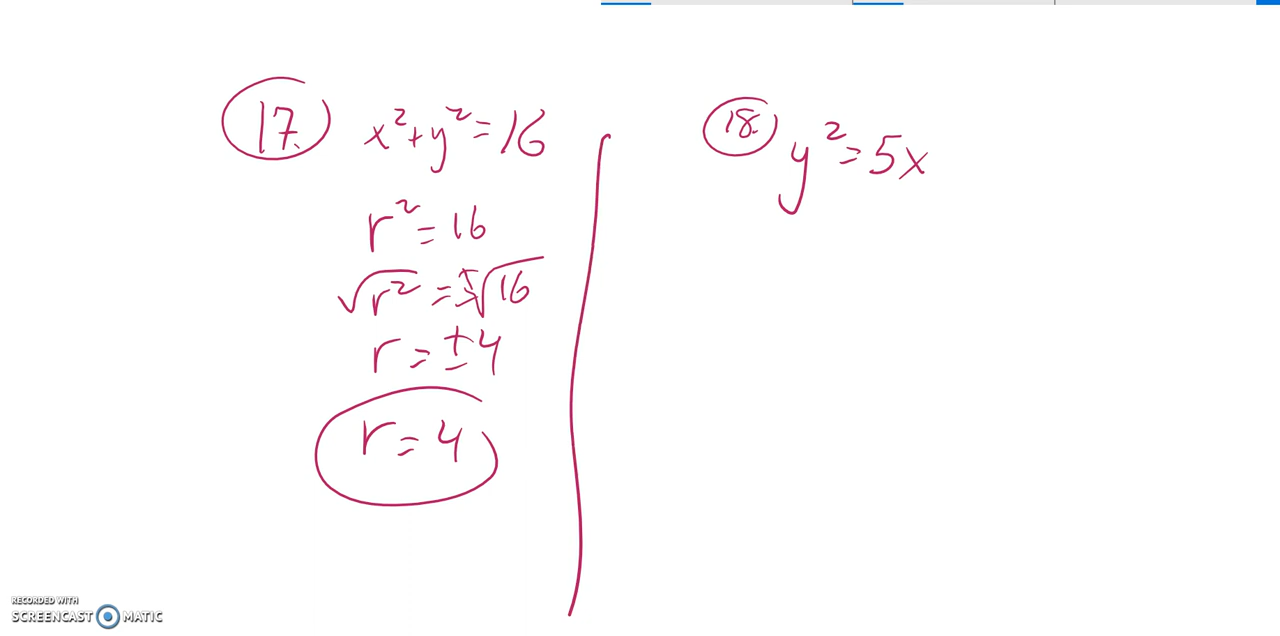 17.
x²+y²=16
r²=16
√r² = ±√16
r = ±4
r = 4
18.
y²=5x
RECORDED WITH
SCREENCAST MATIC